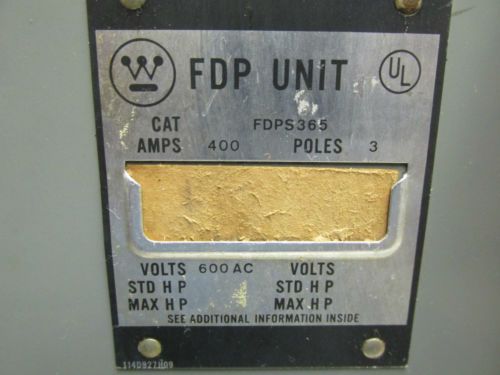 W FDP UNiT UL
CAT FDPS365
AMPS 400 POLES 3
VOLTS 600 AC VOLTS
STD H P STD H P
MAX H P MAX H P
SEE ADDITIONAL INFORMATION INSIDE